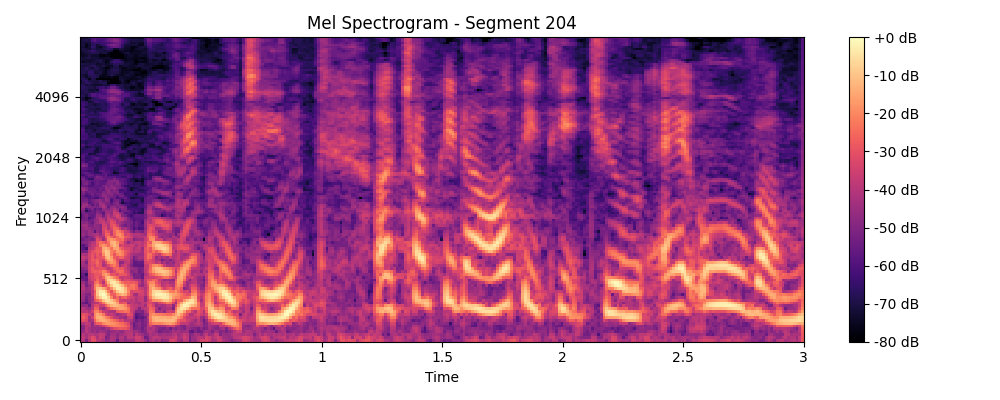 Mel Spectrogram - Segment 204
Frequency
4096
2048
1024
512
0
0
0.5
1
1.5
2
2.5
3
Time
+0 dB
-10 dB
-20 dB
-30 dB
-40 dB
-50 dB
-60 dB
-70 dB
-80 dB